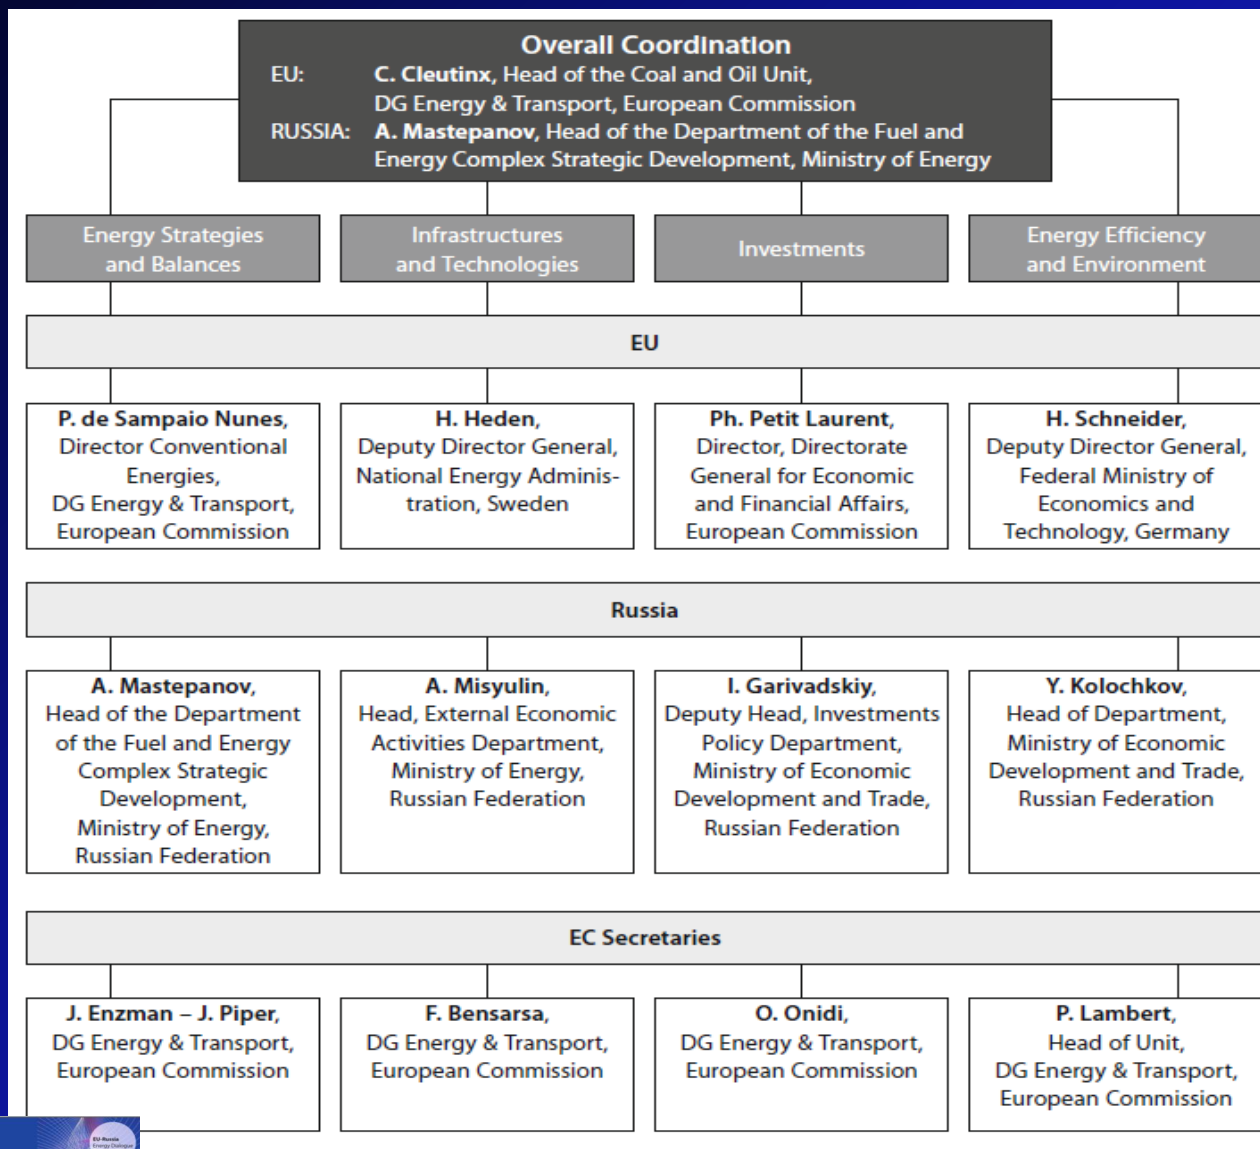 Overall Coordination
EU: C. Cleutinx, Head of the Coal and Oil Unit,
DG Energy & Transport, European Commission
RUSSIA: A. Mastepanov, Head of the Department of the Fuel and
Energy Complex Strategic Development, Ministry of Energy
Energy Strategies
and Balances
Infrastructures
and Technologies
Investments
Energy Efficiency
and Environment
EU
P. de Sampaio Nunes,
Director Conventional
Energies,
DG Energy & Transport,
European Commission
H. Heden,
Deputy Director General,
National Energy Adminis-
tration, Sweden
Ph. Petit Laurent,
Director, Directorate
General for Economic
and Financial Affairs,
European Commission
H. Schneider,
Deputy Director General,
Federal Ministry of
Economics and
Technology, Germany
Russia
A. Mastepanov,
Head of the Department
of the Fuel and Energy
Complex Strategic
Development,
Ministry of Energy,
Russian Federation
A. Misyulin,
Head, External Economic
Activities Department,
Ministry of Energy,
Russian Federation
I. Garivadskiy,
Deputy Head, Investments
Policy Department,
Ministry of Economic
Development and Trade,
Russian Federation
Y. Kolochkov,
Head of Department,
Ministry of Economic
Development and Trade,
Russian Federation
EC Secretaries
J. Enzman – J. Piper,
DG Energy & Transport,
European Commission
F. Bensarsa,
DG Energy & Transport,
European Commission
O. Onidi,
DG Energy & Transport,
European Commission
P. Lambert,
Head of Unit,
DG Energy & Transport,
European Commission
EU-Russia
Energy Dialogue